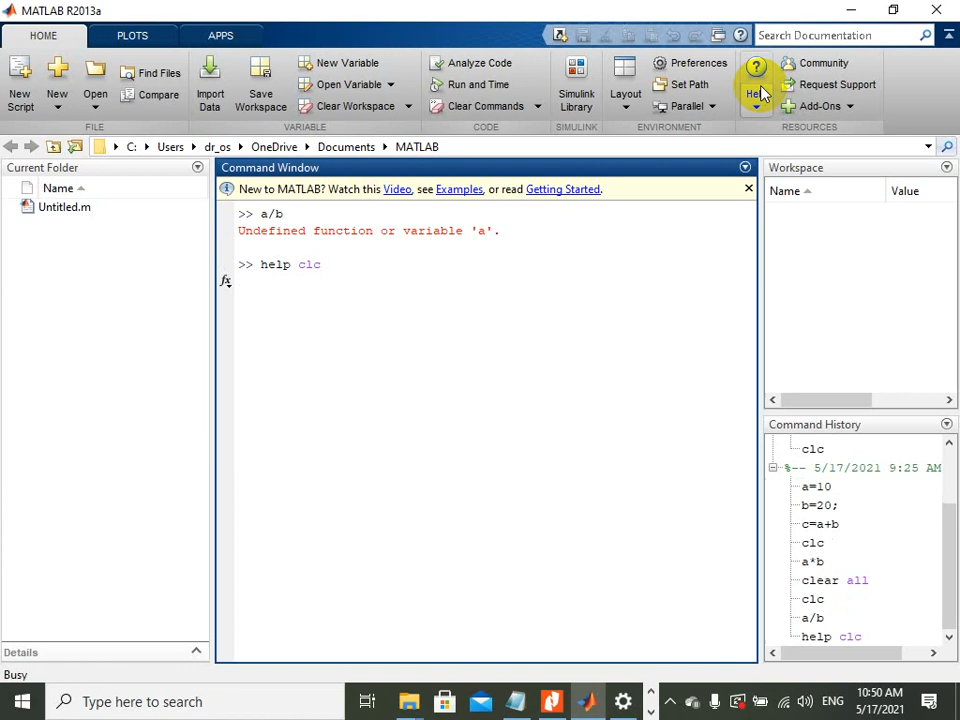 MATLAB R2013a
HOME PLOTS APPS
Search Documentation
New Script
New
Open
Find Files
Compare
Import Data
Save Workspace
New Variable
Open Variable
Clear Workspace
Analyze Code
Run and Time
Clear Commands
Simulink Library
Layout
Preferences
Set Path
Parallel
Help
Community
Request Support
Add-Ons
FILE VARIABLE CODE SIMULINK ENVIRONMENT RESOURCES
C: Users dr_os OneDrive Documents MATLAB
Current Folder
Name
Untitled.m
Details
Command Window
New to MATLAB? Watch this Video, see Examples, or read Getting Started.
>> a/b
Undefined function or variable 'a'.
>> help clc
fx
Workspace
Name Value
Command History
clc
%-- 5/17/2021 9:25 AM
a=10
b=20;
c=a+b
clc
a*b
clear all
clc
a/b
help clc
Busy
Type here to search
ENG
10:50 AM
5/17/2021